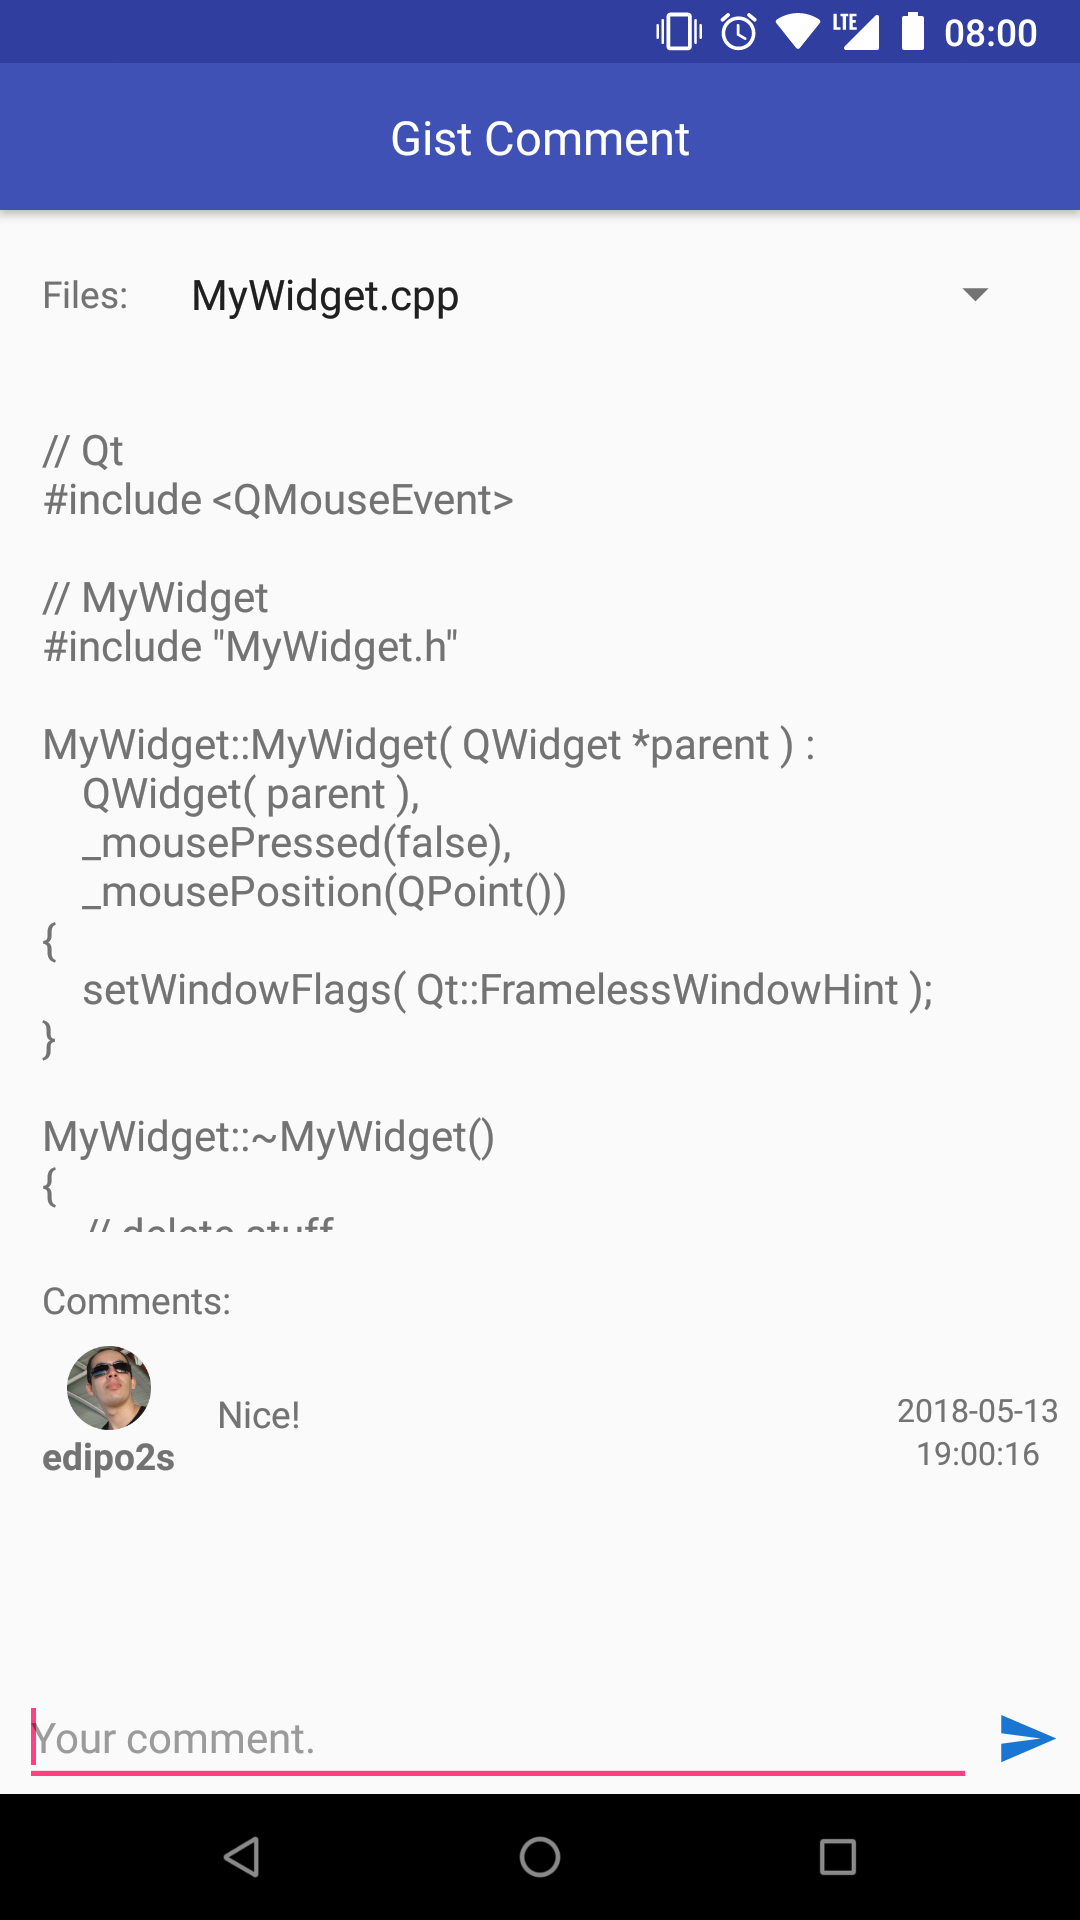 LTE 08:00
Gist Comment
Files: MyWidget.cpp
// Qt
#include <QMouseEvent>
// MyWidget
#include "MyWidget.h"
MyWidget::MyWidget( QWidget *parent ) :
    QWidget( parent ),
    _mousePressed(false),
    _mousePosition(QPoint())
{
    setWindowFlags( Qt::FramelessWindowHint );
}
MyWidget::~MyWidget()
{
    // delete stuff
Comments:
Nice!
edipo2s
2018-05-13
19:00:16
Your comment.